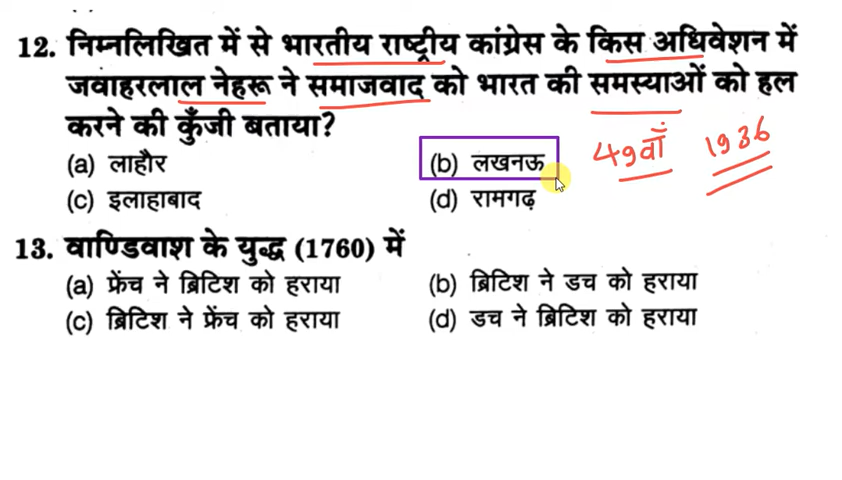 12. निम्नलिखित में से भारतीय राष्ट्रीय कांग्रेस के किस अधिवेशन में
जवाहरलाल नेहरू ने समाजवाद को भारत की समस्याओं को हल
करने की कुँजी बताया?
49वाँ 1936
(a) लाहौर (b) लखनऊ
(c) इलाहाबाद (d) रामगढ़
13. वाण्डिवाश के युद्ध (1760) में
(a) फ्रेंच ने ब्रिटिश को हराया (b) ब्रिटिश ने डच को हराया
(c) ब्रिटिश ने फ्रेंच को हराया (d) डच ने ब्रिटिश को हराया